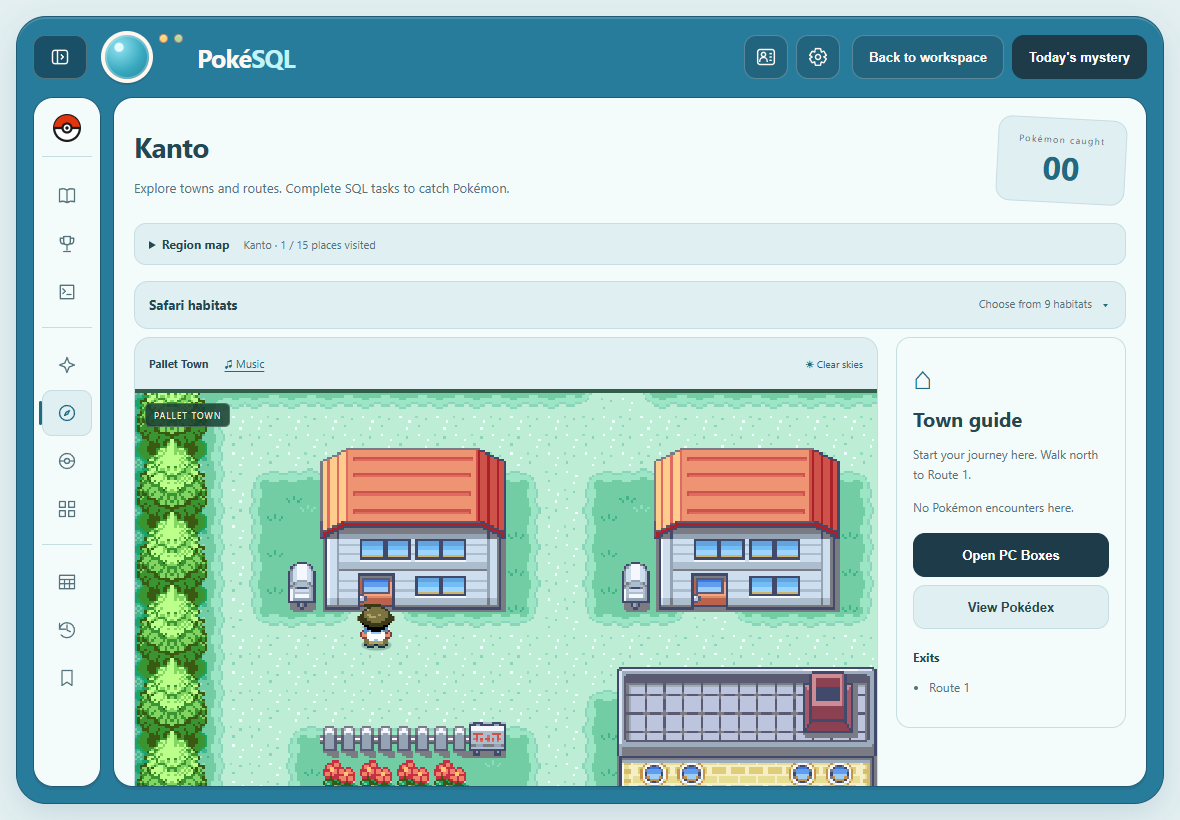 PokéSQL
Back to workspace
Today's mystery
Kanto
Explore towns and routes. Complete SQL tasks to catch Pokémon.
Pokémon caught
00
Region map
Kanto · 1 / 15 places visited
Safari habitats
Choose from 9 habitats
Pallet Town
♫ Music
☀ Clear skies
PALLET TOWN
Town guide
Start your journey here. Walk north
to Route 1.
No Pokémon encounters here.
Open PC Boxes
View Pokédex
Exits
• Route 1